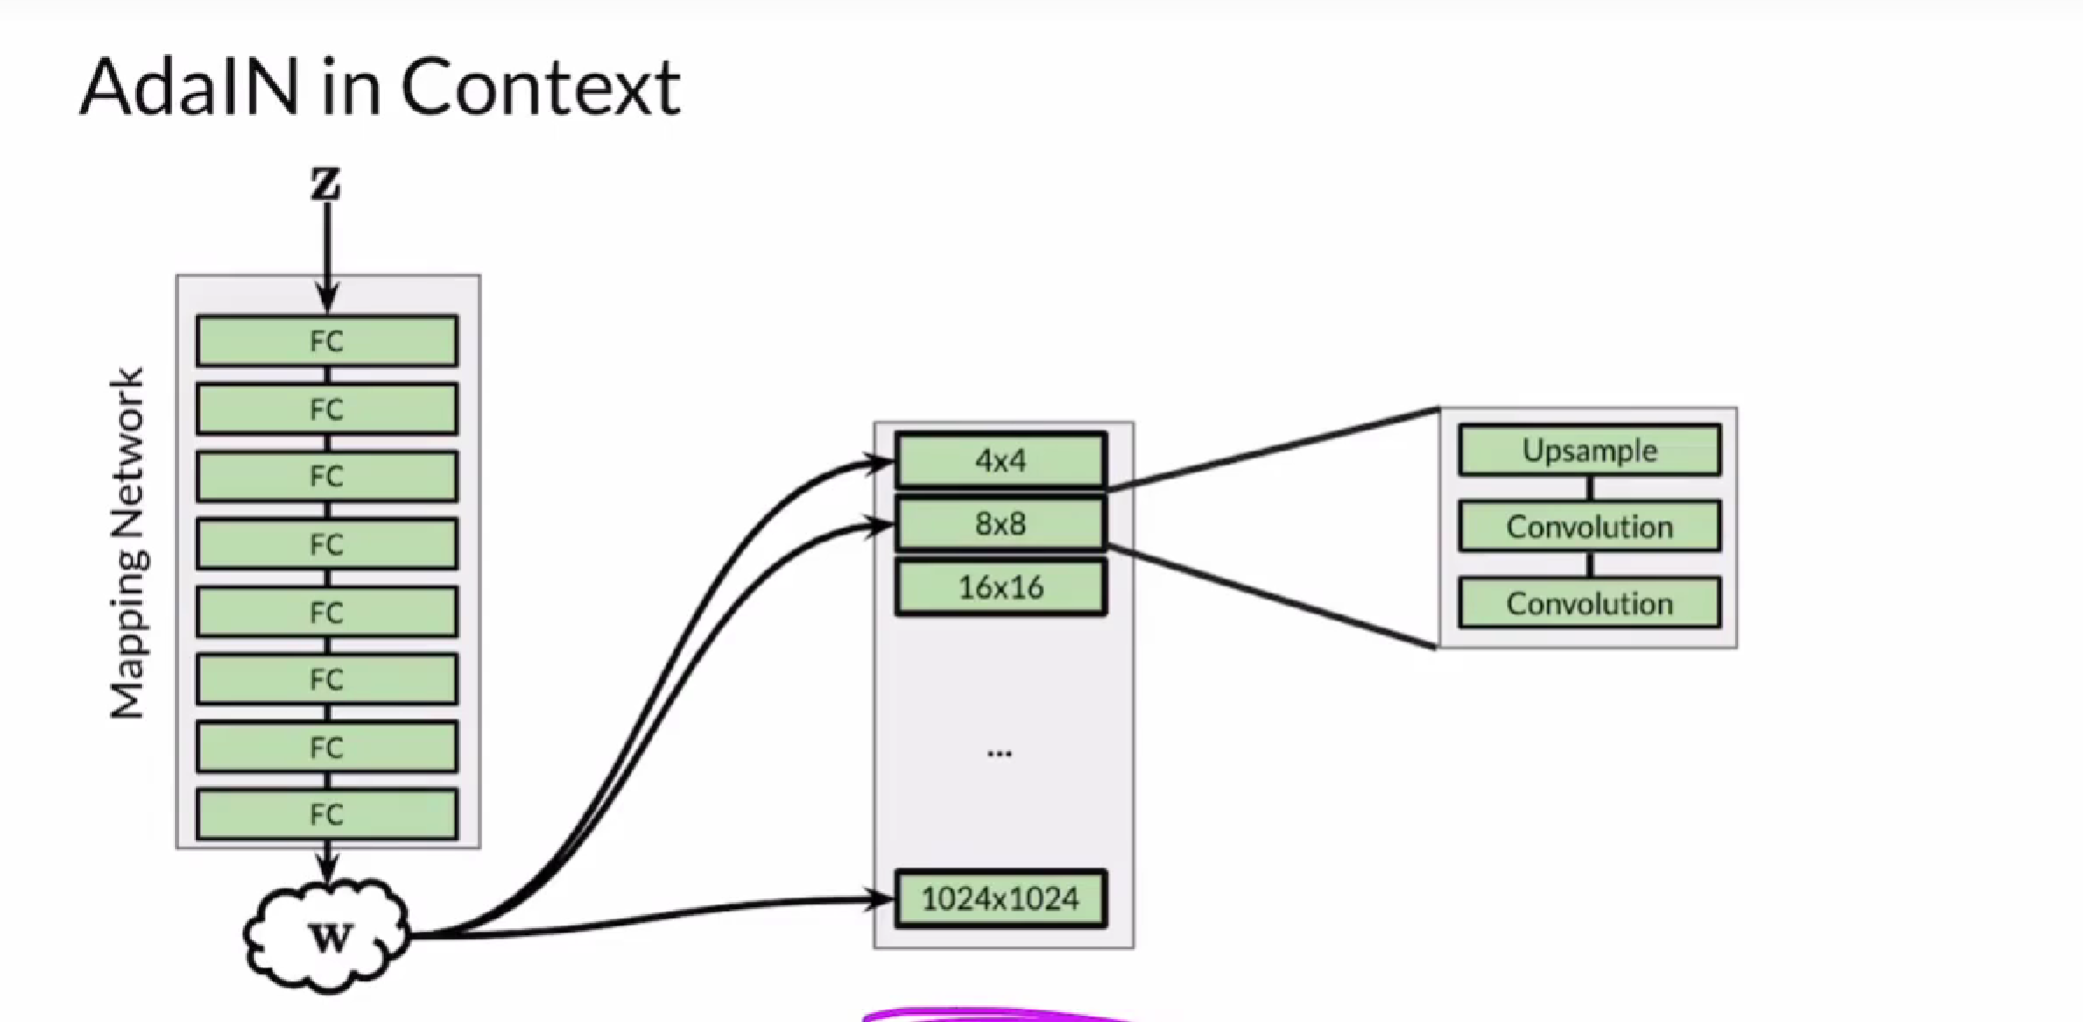 AdaIN in Context
z
Mapping Network
FC
FC
FC
FC
FC
FC
FC
FC
w
4x4
8x8
16x16
...
1024x1024
Upsample
Convolution
Convolution